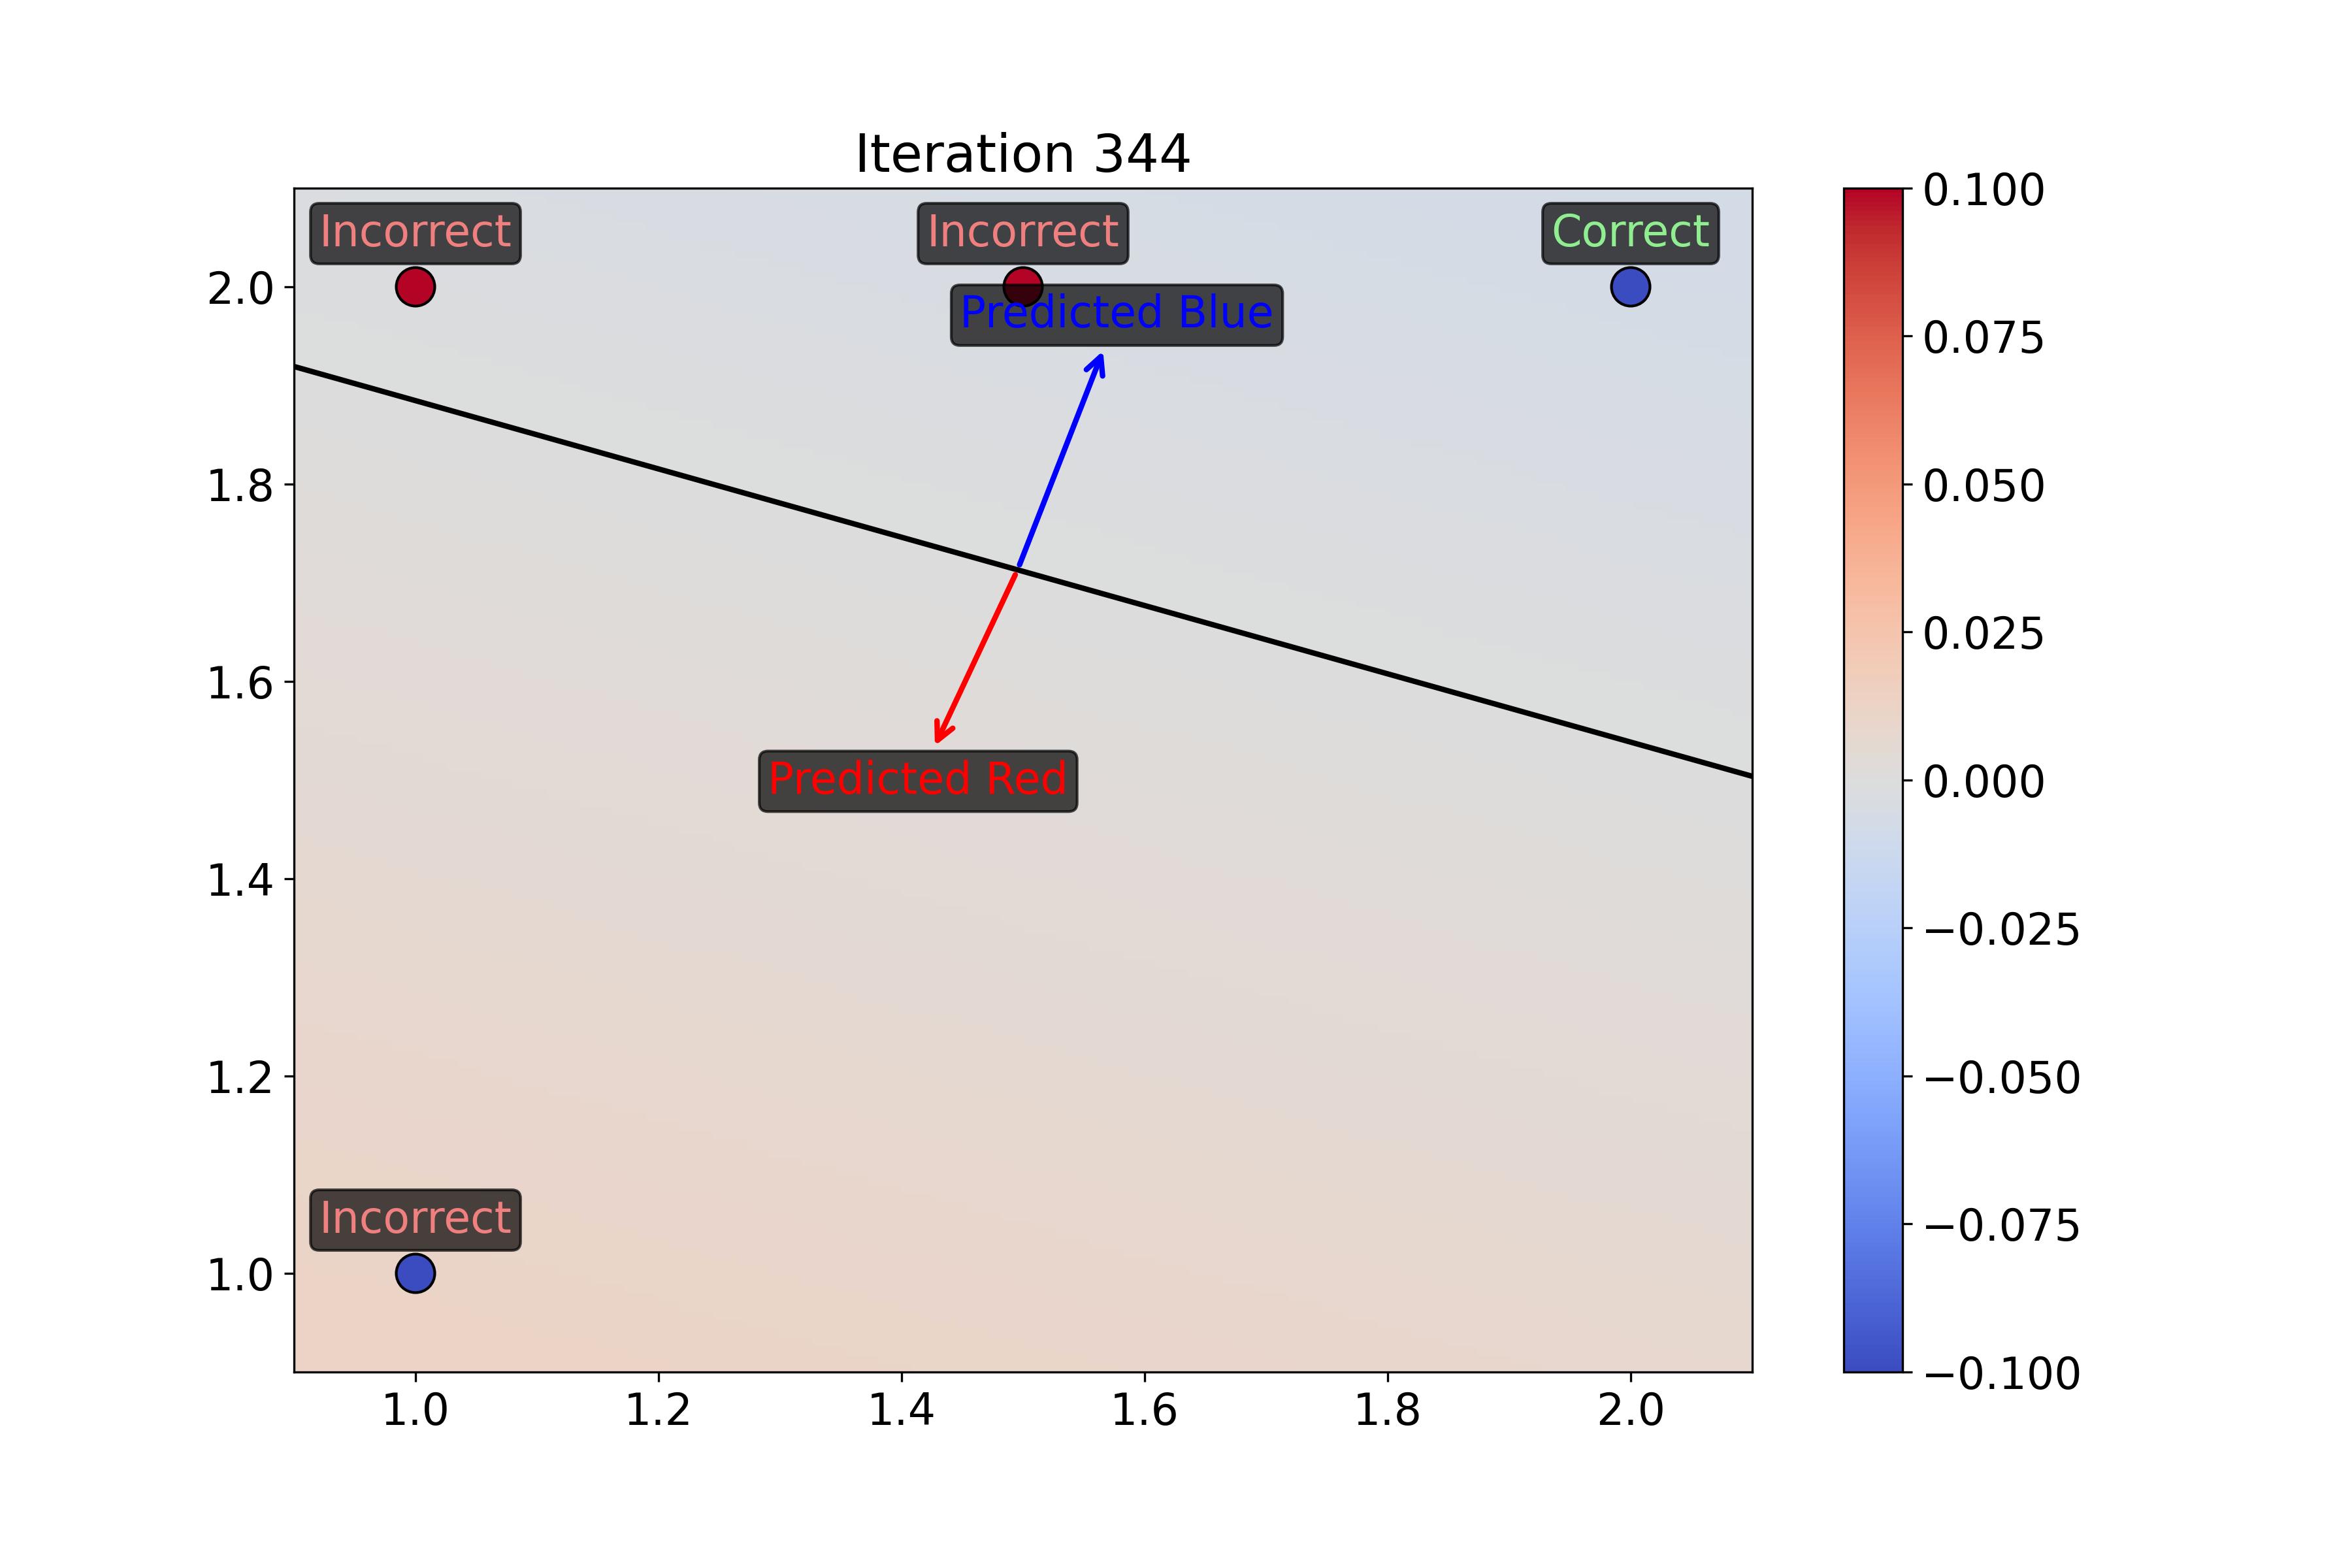 Iteration 344
Incorrect
Incorrect
Correct
Predicted Blue
Predicted Red
Incorrect
2.0
1.8
1.6
1.4
1.2
1.0
1.0 1.2 1.4 1.6 1.8 2.0
0.100
0.075
0.050
0.025
0.000
−0.025
−0.050
−0.075
−0.100